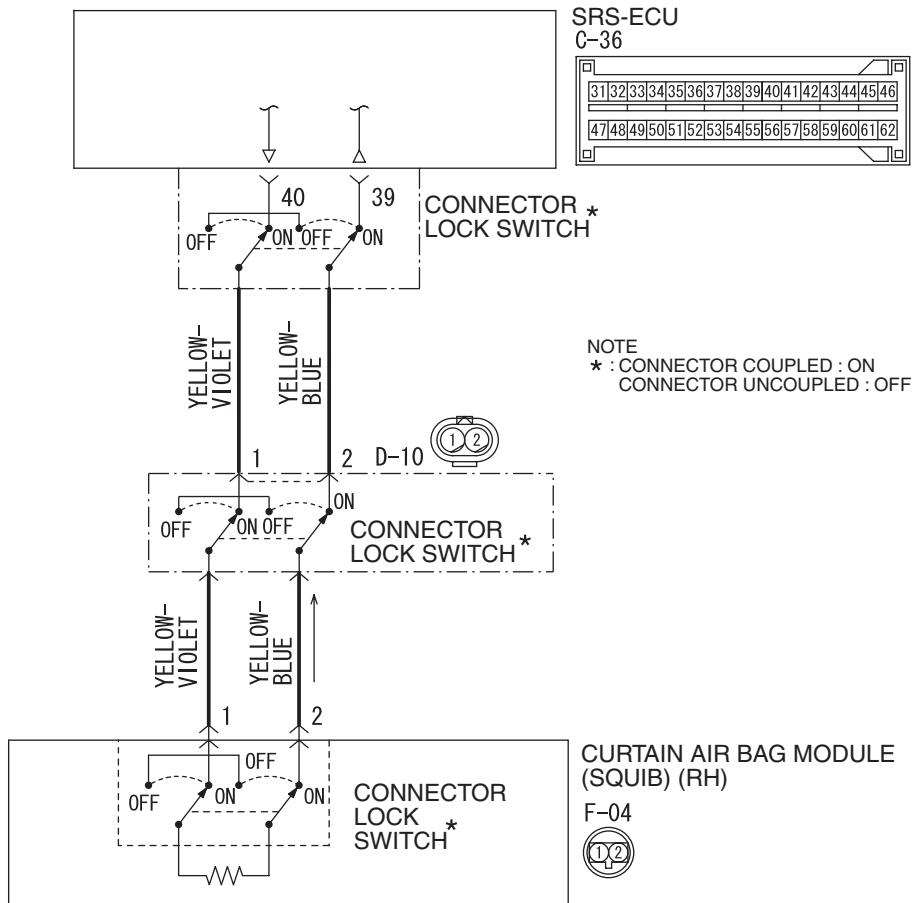 SRS-ECU
C-36
31 32 33 34 35 36 37 38 39 40 41 42 43 44 45 46
47 48 49 50 51 52 53 54 55 56 57 58 59 60 61 62
40 39
CONNECTOR
LOCK SWITCH *
OFF ON OFF ON
YELLOW-
VIOLET
YELLOW-
BLUE
NOTE
* : CONNECTOR COUPLED : ON
CONNECTOR UNCOUPLED : OFF
1 2 D-10
1 2
OFF ON OFF ON
CONNECTOR
LOCK SWITCH *
YELLOW-
VIOLET
YELLOW-
BLUE
1 2
OFF ON OFF ON
CONNECTOR
LOCK
SWITCH *
CURTAIN AIR BAG MODULE
(SQUIB) (RH)
F-04
1 2